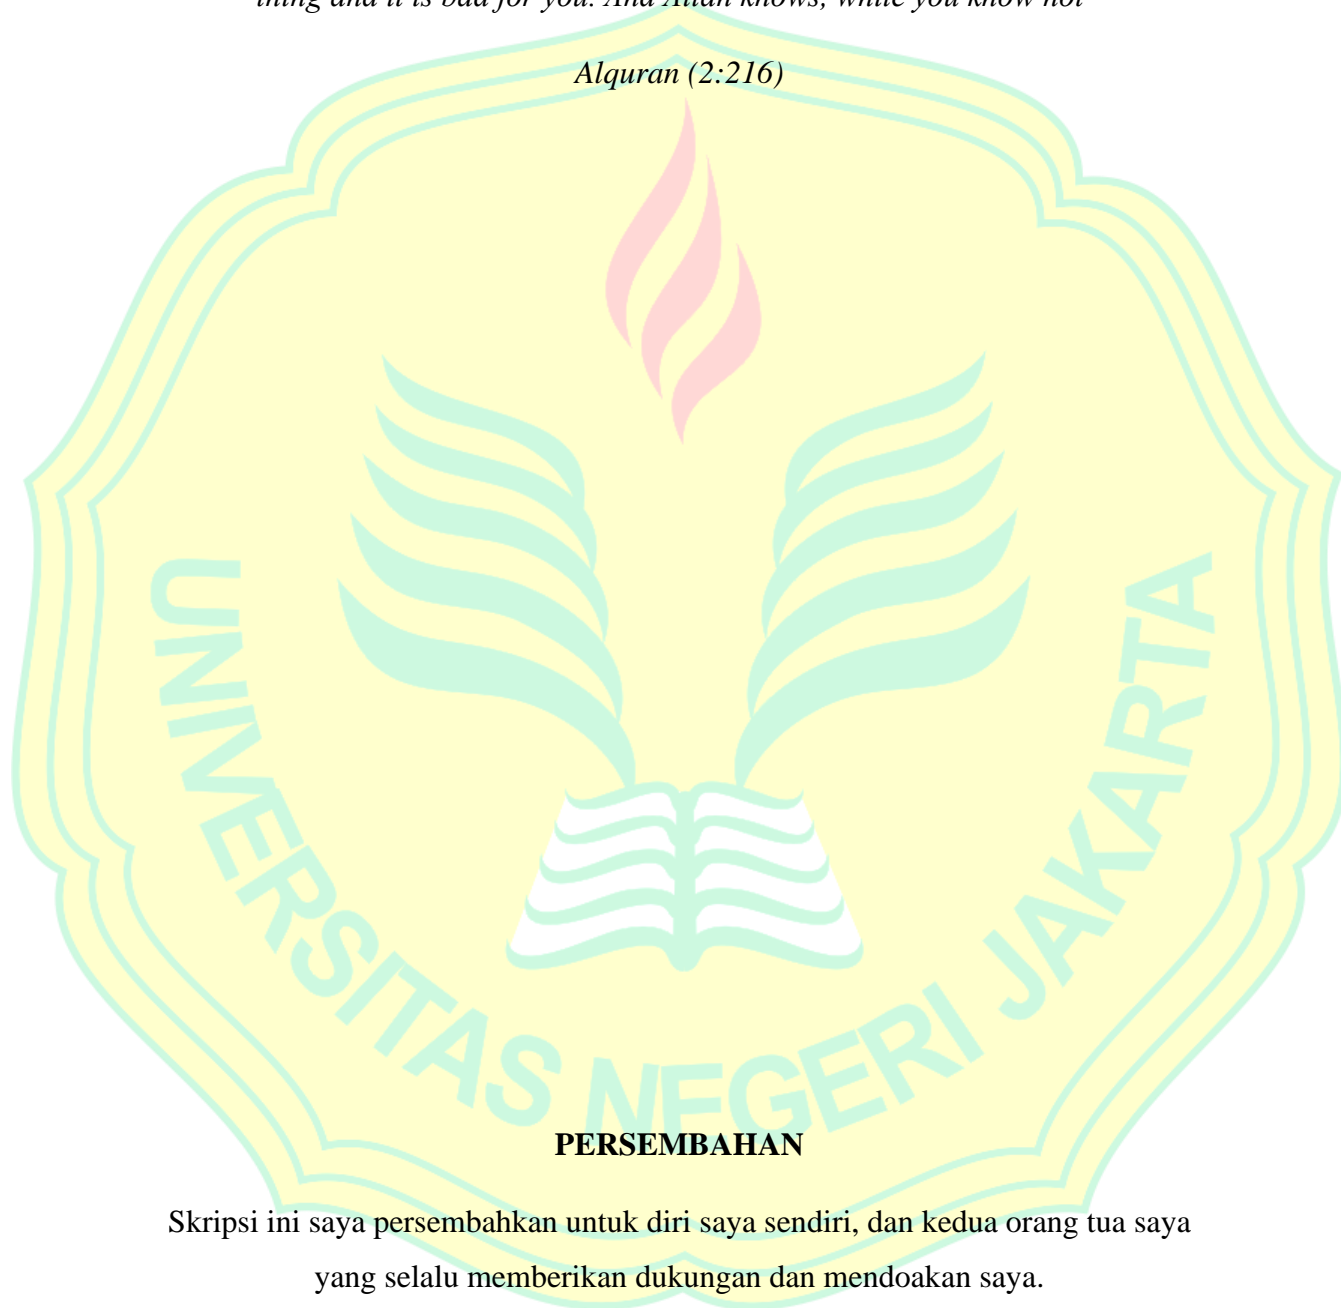 thing and it is bad for you. And Allah knows, while you know not
Alquran (2:216)
UNIVERSITAS NEGERI JAKARTA
PERSEMBAHAN
Skripsi ini saya persembahkan untuk diri saya sendiri, dan kedua orang tua saya
yang selalu memberikan dukungan dan mendoakan saya.